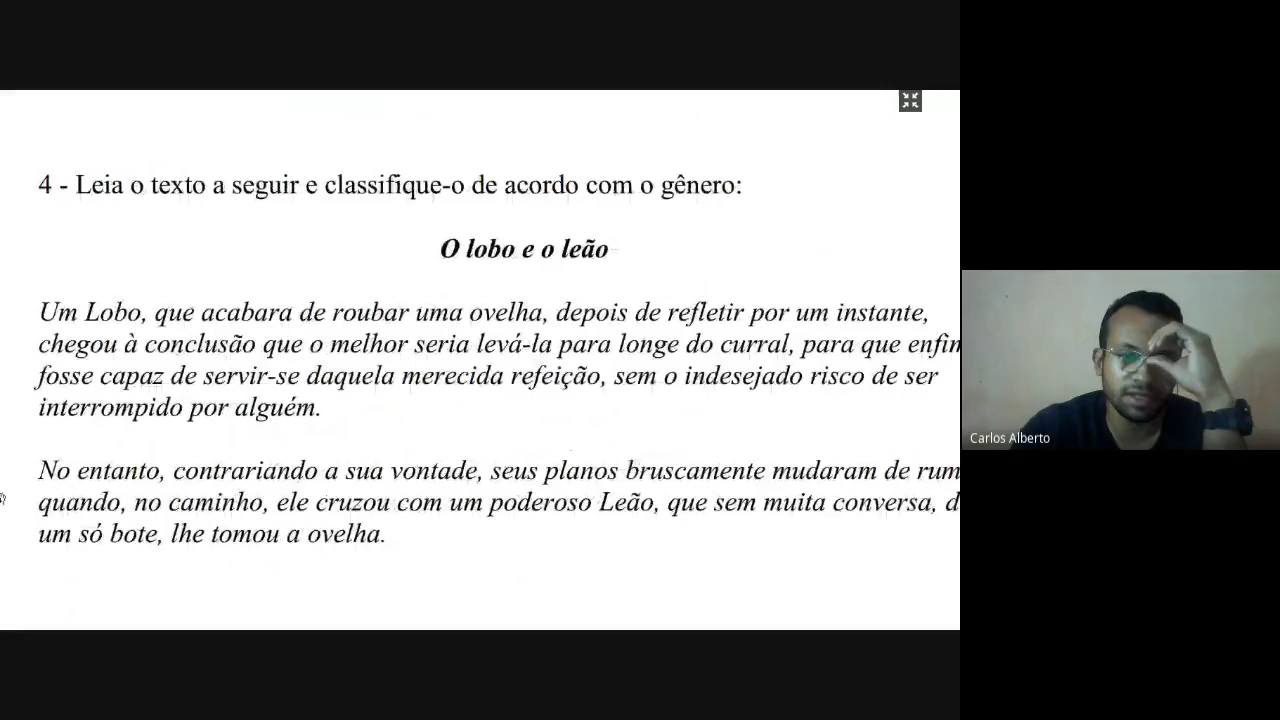 4 - Leia o texto a seguir e classifique-o de acordo com o gênero:
O lobo e o leão
Um Lobo, que acabara de roubar uma ovelha, depois de refletir por um instante,
chegou à conclusão que o melhor seria levá-la para longe do curral, para que enfim
fosse capaz de servir-se daquela merecida refeição, sem o indesejado risco de ser
interrompido por alguém.
No entanto, contrariando a sua vontade, seus planos bruscamente mudaram de rum
quando, no caminho, ele cruzou com um poderoso Leão, que sem muita conversa, d
um só bote, lhe tomou a ovelha.
Carlos Alberto